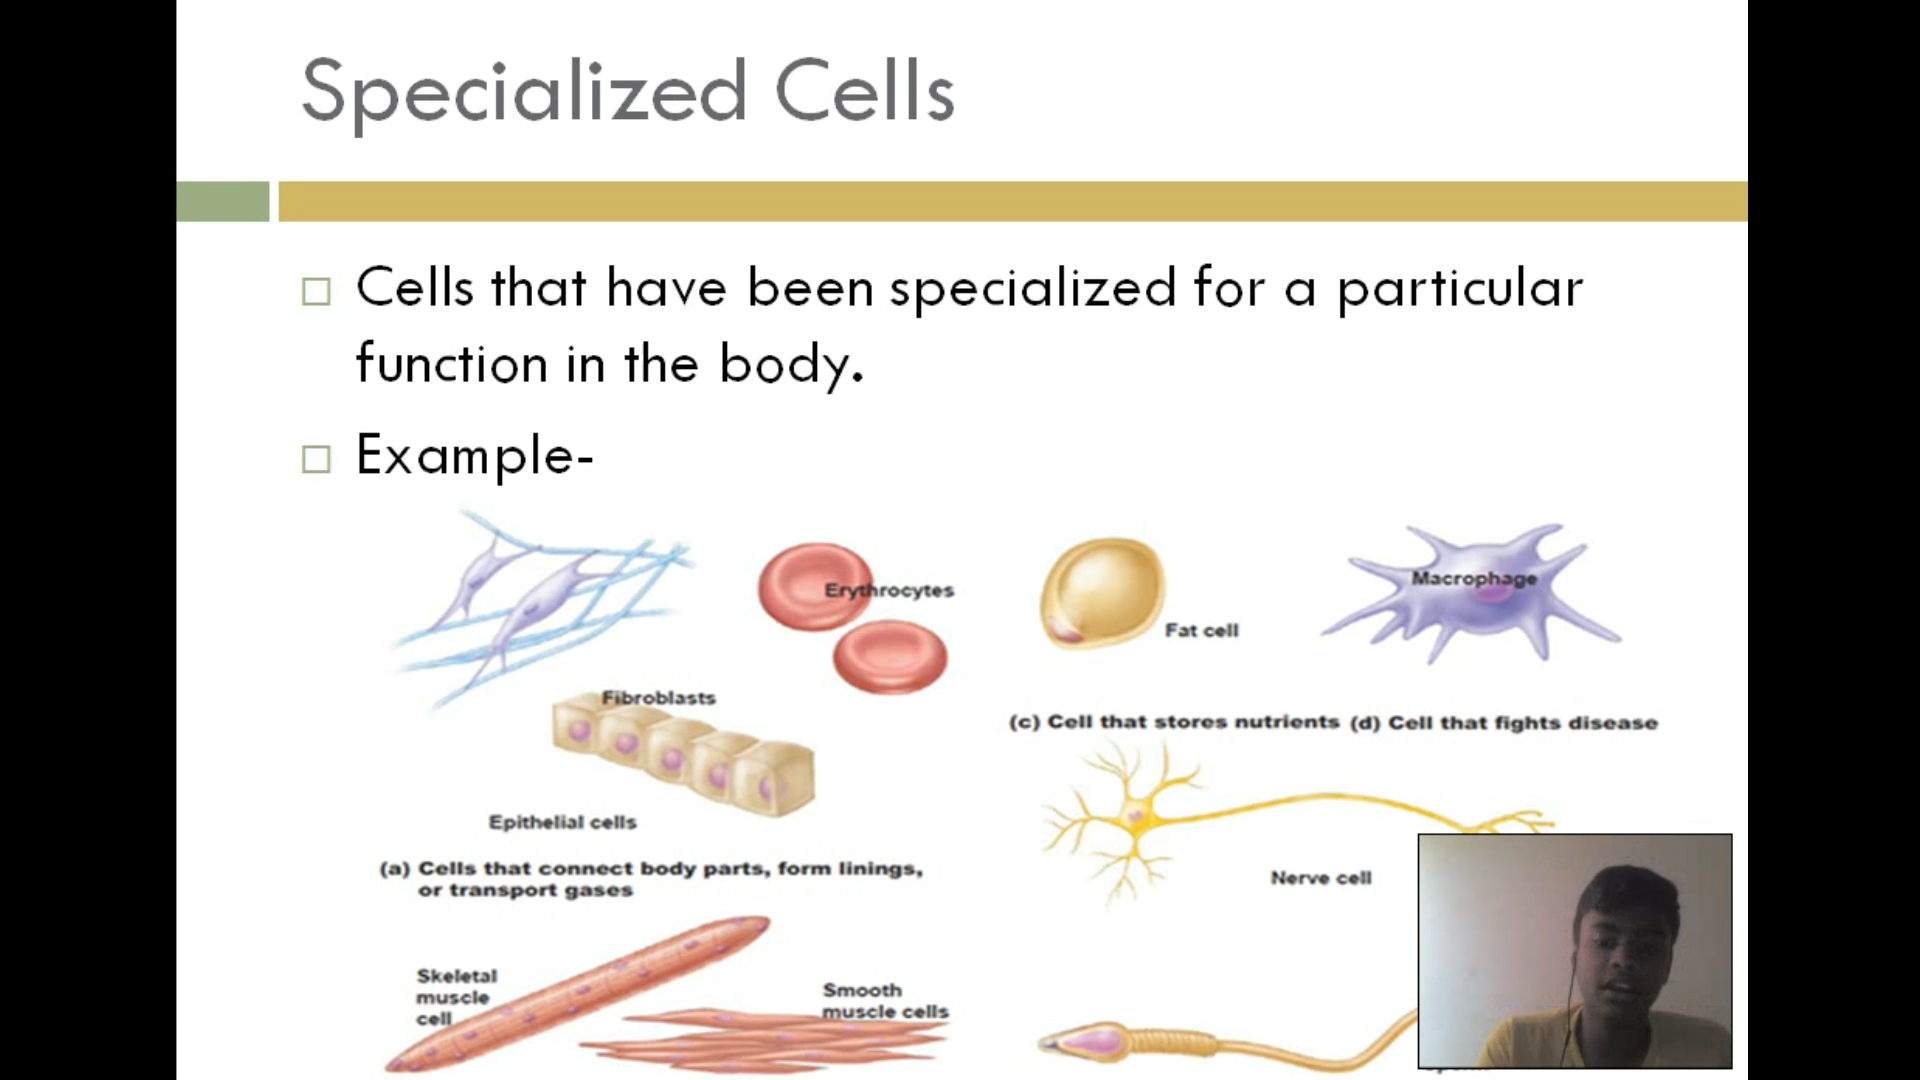 Specialized Cells
Cells that have been specialized for a particular
function in the body.
Example-
Erythrocytes
Fibroblasts
Epithelial cells
(a) Cells that connect body parts, form linings,
or transport gases
Skeletal
muscle
cell
Smooth
muscle cells
Fat cell
Macrophage
(c) Cell that stores nutrients (d) Cell that fights disease
Nerve cell